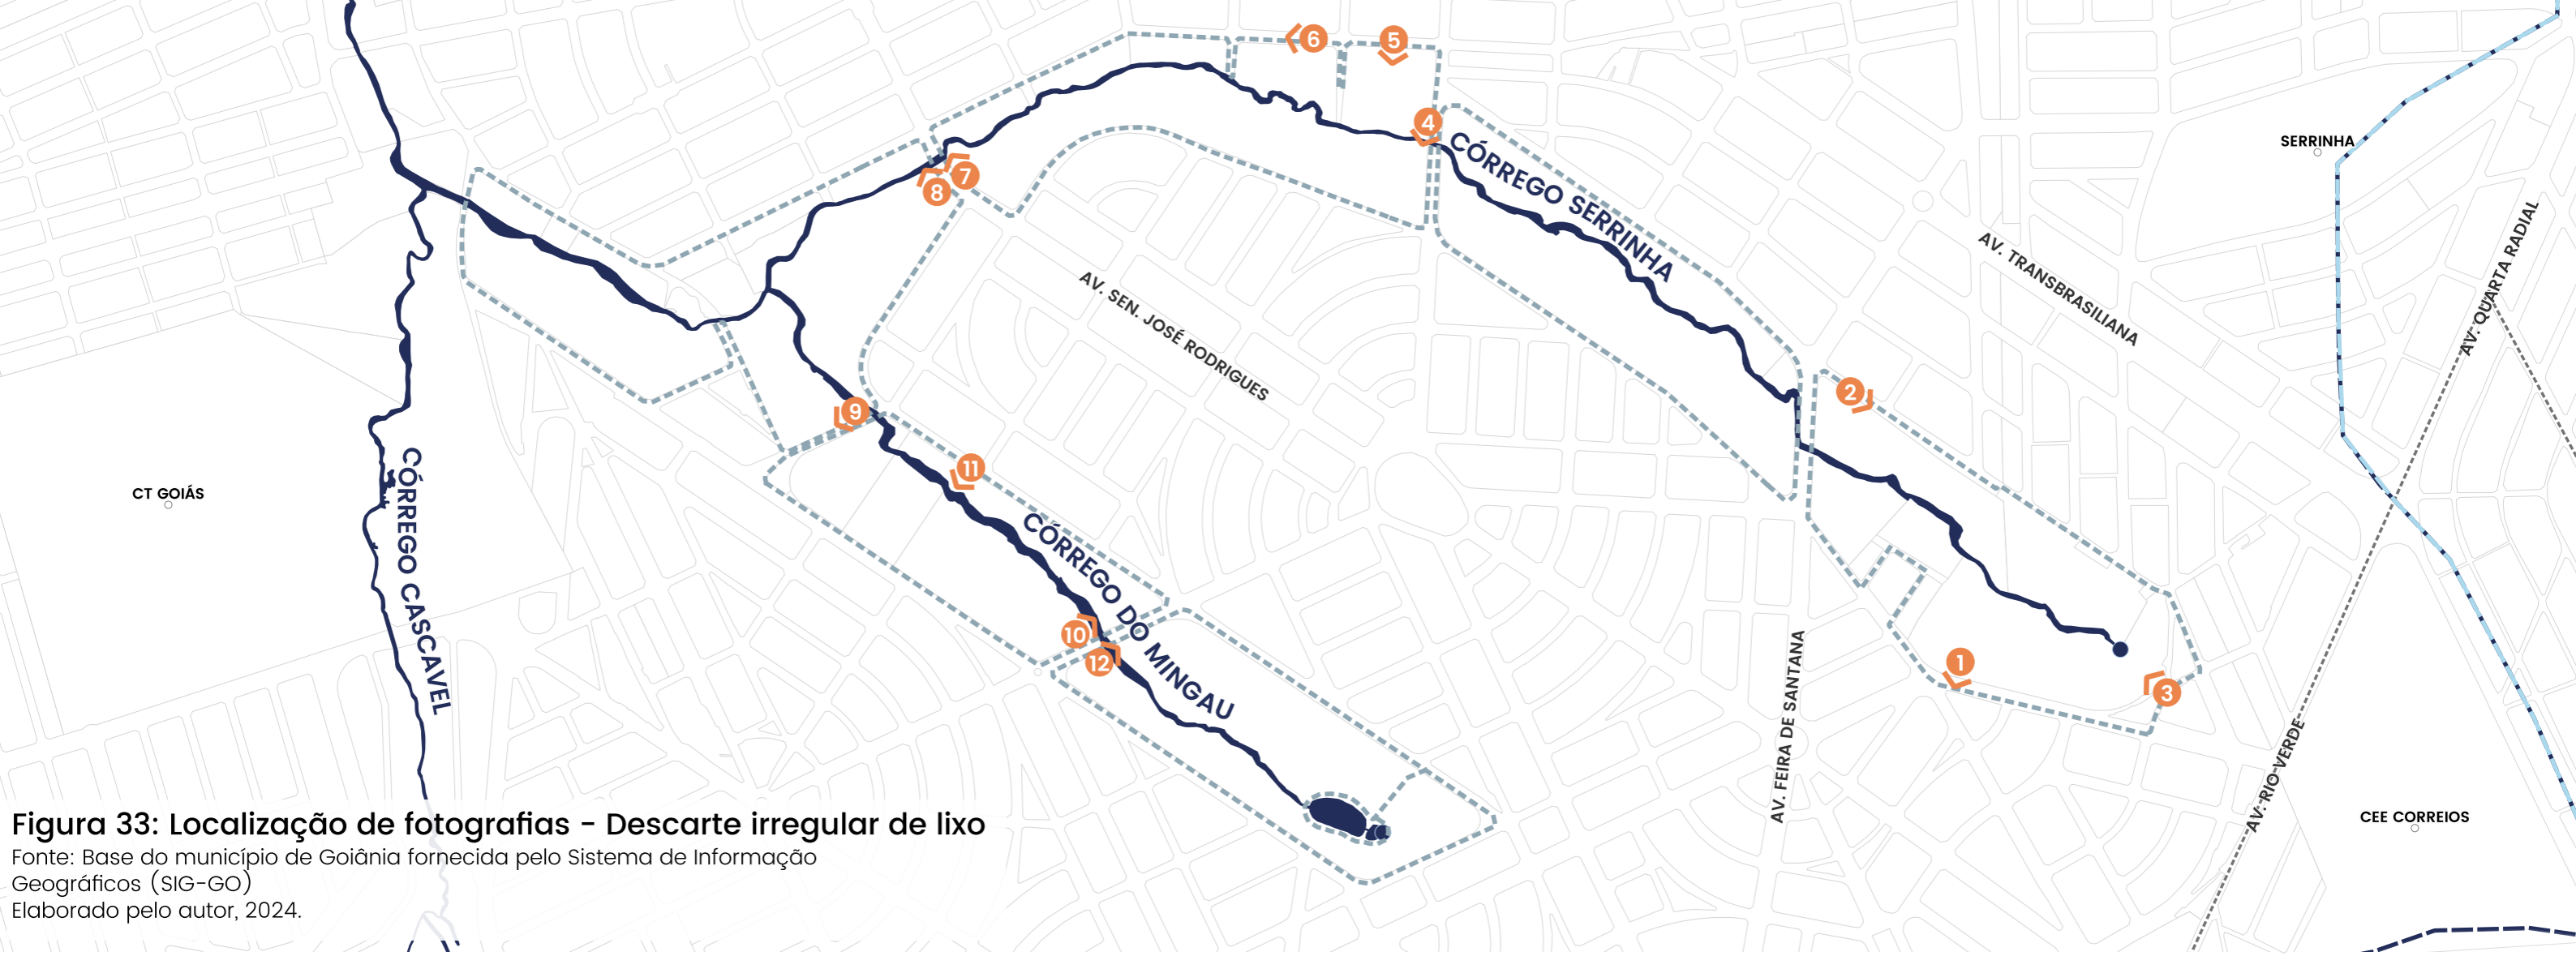 6
5
4
CÓRREGO SERRINHA
SERRINHA
7
8
AV. TRANSBRASILIANA
AV. QUARTA RADIAL
AV. SEN. JOSÉ RODRIGUES
2
9
11
CT GOIÁS
CÓRREGO CASCAVEL
CÓRREGO DO MINGAU
10
12
1
3
AV. FEIRA DE SANTANA
AV. RIO VERDE
CEE CORREIOS
Figura 33: Localização de fotografias - Descarte irregular de lixo
Fonte: Base do município de Goiânia fornecida pelo Sistema de Informação
Geográficos (SIG-GO)
Elaborado pelo autor, 2024.